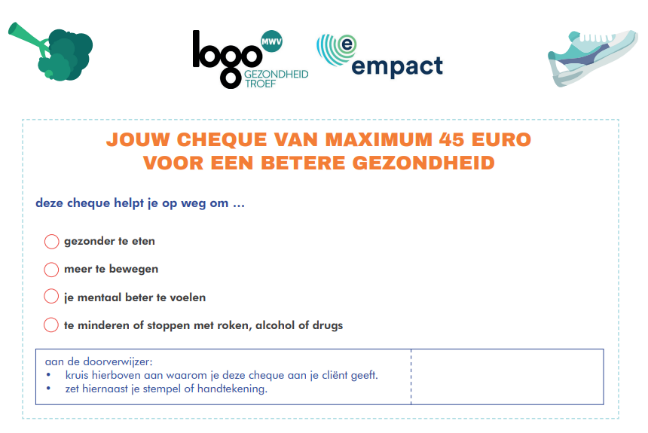 logo MWV
GEZONDHEID
TROEF
e empact
JOUW CHEQUE VAN MAXIMUM 45 EURO
VOOR EEN BETERE GEZONDHEID
deze cheque helpt je op weg om ...
gezonder te eten
meer te bewegen
je mentaal beter te voelen
te minderen of stoppen met roken, alcohol of drugs
aan de doorverwijzer:
• kruis hierboven aan waarom je deze cheque aan je cliënt geeft.
• zet hiernaast je stempel of handtekening.